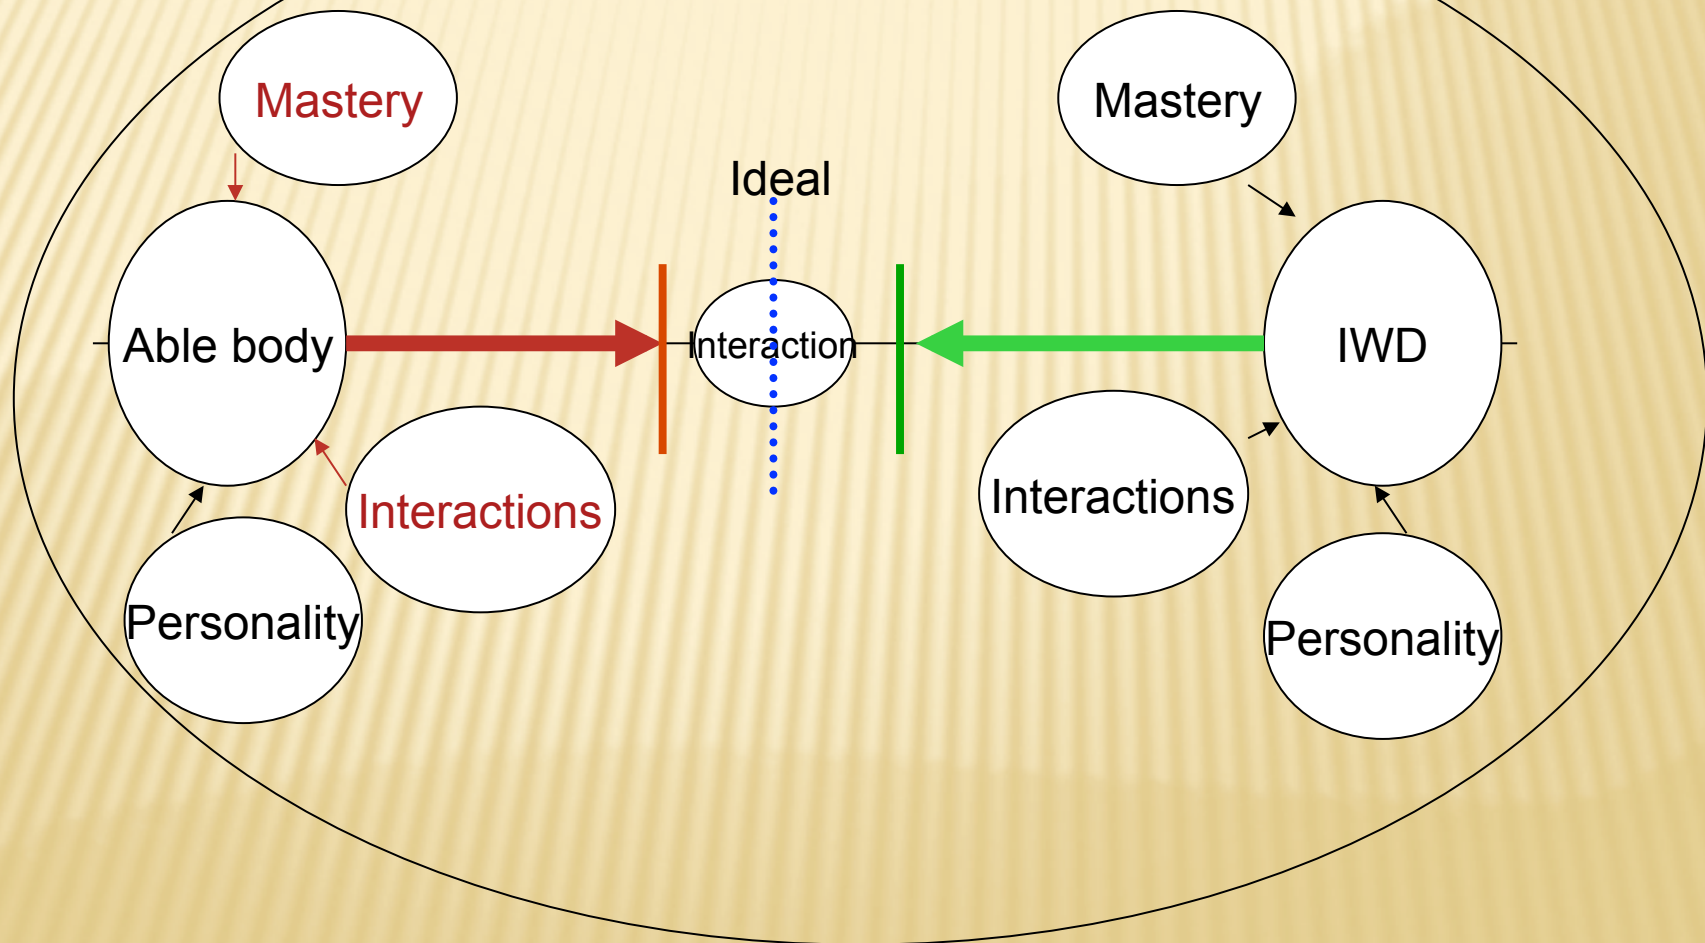 Mastery
Mastery
Ideal
Able body
Interaction
IWD
Interactions
Interactions
Personality
Personality